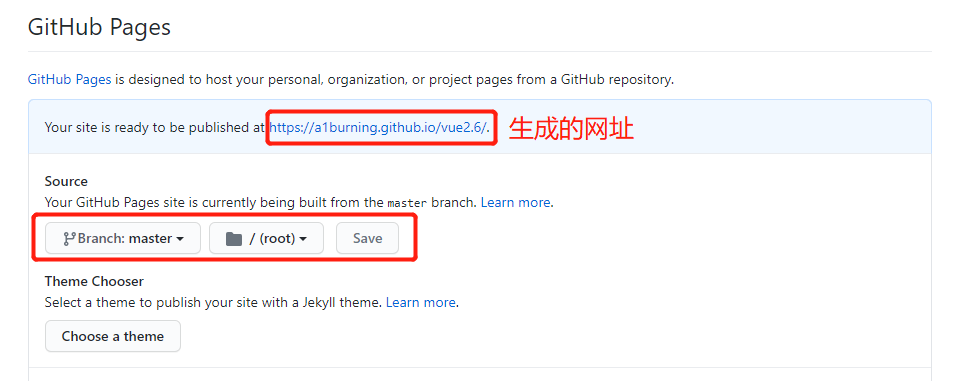 GitHub Pages
GitHub Pages is designed to host your personal, organization, or project pages from a GitHub repository.
Your site is ready to be published at https://a1burning.github.io/vue2.6/. 生成的网址
Source
Your GitHub Pages site is currently being built from the master branch. Learn more.
Branch: master / (root) Save
Theme Chooser
Select a theme to publish your site with a Jekyll theme. Learn more.
Choose a theme